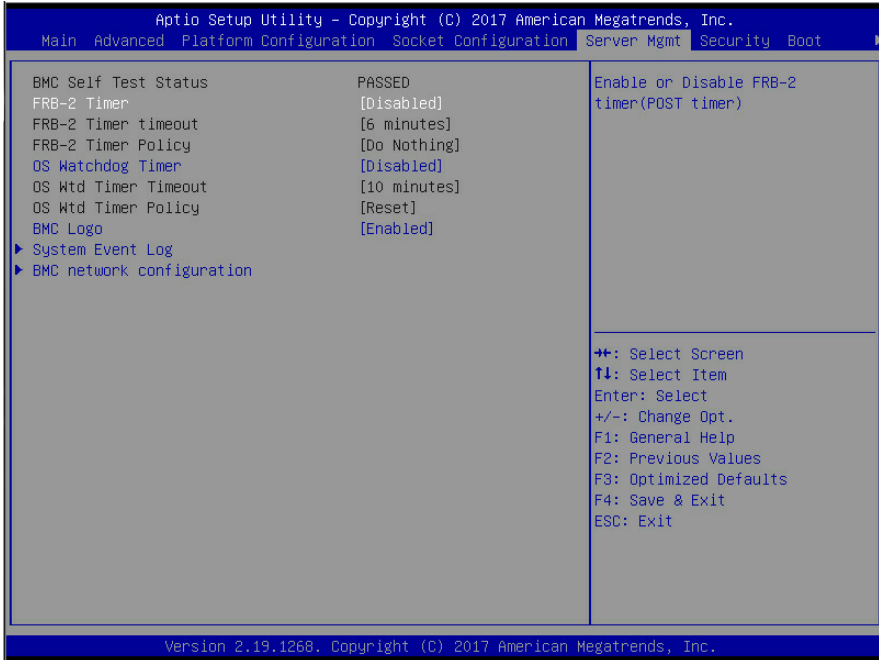 Aptio Setup Utility – Copyright (C) 2017 American Megatrends, Inc.
Main Advanced Platform Configuration Socket Configuration Server Mgmt Security Boot
BMC Self Test Status PASSED
FRB-2 Timer [Disabled]
FRB-2 Timer timeout [6 minutes]
FRB-2 Timer Policy [Do Nothing]
OS Watchdog Timer [Disabled]
OS Wtd Timer Timeout [10 minutes]
OS Wtd Timer Policy [Reset]
BMC Logo [Enabled]
System Event Log
BMC network configuration
Enable or Disable FRB-2
timer(POST timer)
→←: Select Screen
↑↓: Select Item
Enter: Select
+/-: Change Opt.
F1: General Help
F2: Previous Values
F3: Optimized Defaults
F4: Save & Exit
ESC: Exit
Version 2.19.1268. Copyright (C) 2017 American Megatrends, Inc.